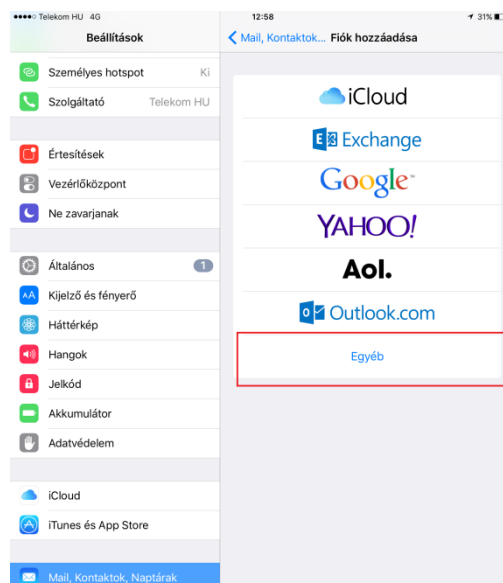 Telekom HU 4G
12:58
31%
Beállítások
Személyes hotspot Ki
Szolgáltató Telekom HU
Értesítések
Vezérlőközpont
Ne zavarjanak
Általános 1
AA Kijelző és fényerő
Háttérkép
Hangok
Jelkód
Akkumulátor
Adatvédelem
iCloud
iTunes és App Store
Mail, Kontaktok, Naptárak
Mail, Kontaktok... Fiók hozzáadása
iCloud
Exchange
Google
YAHOO!
Aol.
Outlook.com
Egyéb